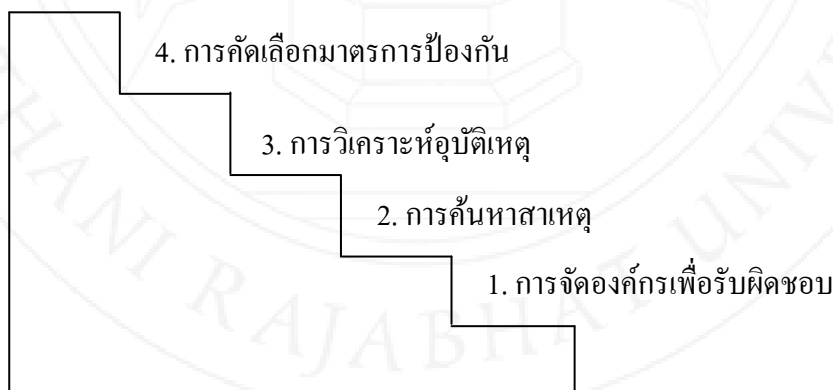 4. การคัดเลือกมาตรการป้องกัน
3. การวิเคราะห์อุบัติเหตุ
2. การค้นหาสาเหตุ
1. การจัดองค์กรเพื่อรับผิดชอบ
THANI RAJABHAT UNIV